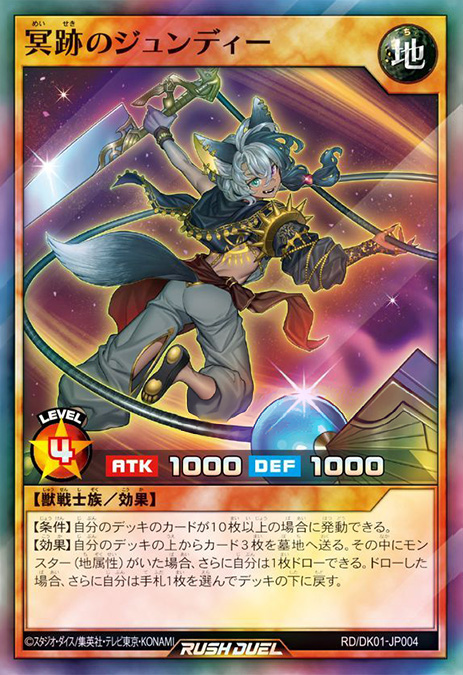 めい せき
冥跡のジュンディー
ち
地
LEVEL
4
ATK 1000 DEF 1000
【獣戦士族／効果】
【条件】自分のデッキのカードが10枚以上の場合に発動できる。
【効果】自分のデッキの上からカード3枚を墓地へ送る。その中にモン
スター（地属性）がいた場合、さらに自分は1枚ドローできる。ドローした
場合、さらに自分は手札1枚を選んでデッキの下に戻す。
©スタジオ・ダイス/集英社・テレビ東京・KONAMI
RUSH DUEL
RD/DK01-JP004